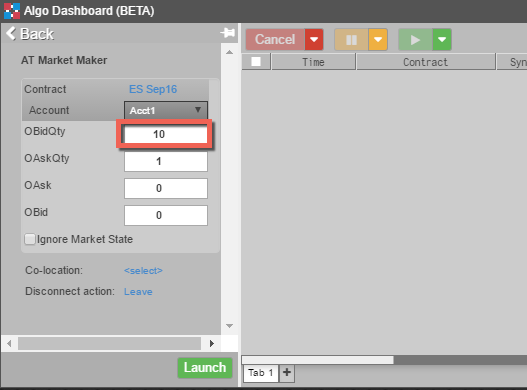 Algo Dashboard (BETA)
Back
Cancel
Time Contract Syn
AT Market Maker
Contract ES Sep16
Account Acct1
OBidQty 10
OAskQty 1
OAsk 0
OBid 0
Ignore Market State
Co-location: <select>
Disconnect action: Leave
Launch
Tab 1 +